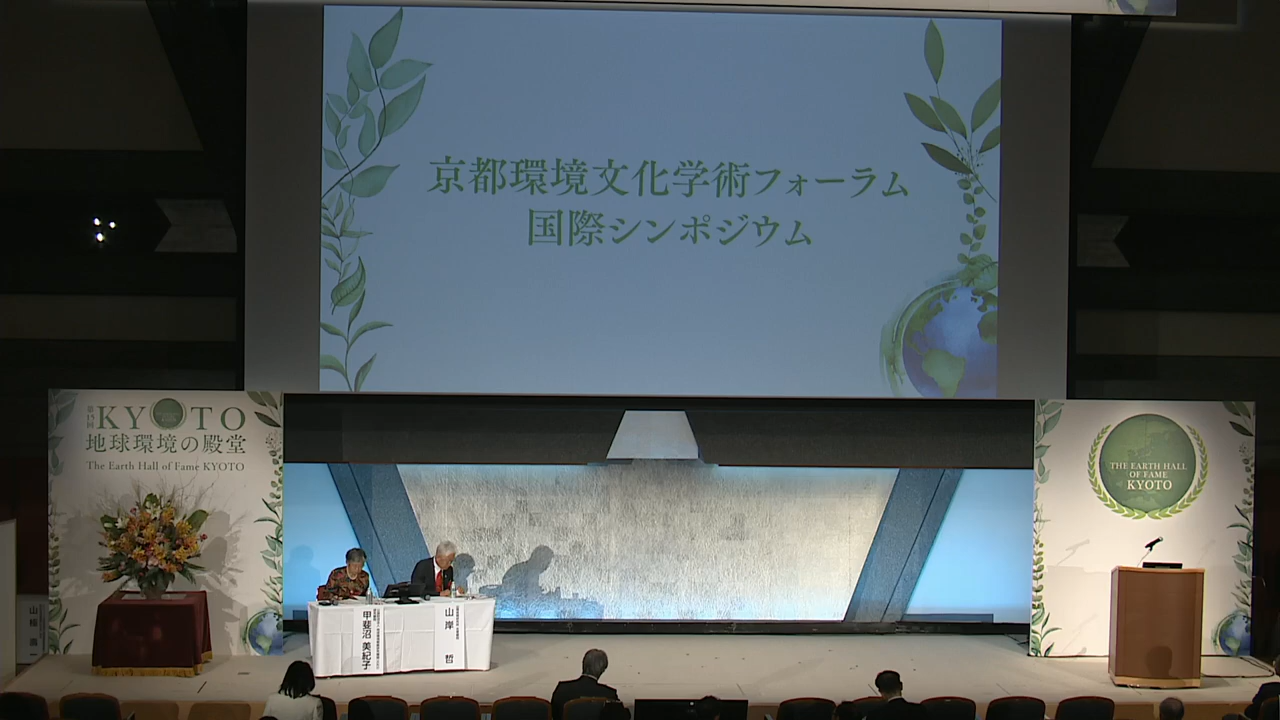 京都環境文化学術フォーラム
国際シンポジウム
KYOTO
地球環境の殿堂
The Earth Hall of Fame KYOTO
THE EARTH HALL
OF FAME
KYOTO
甲斐沼 美紀子
山岸 哲